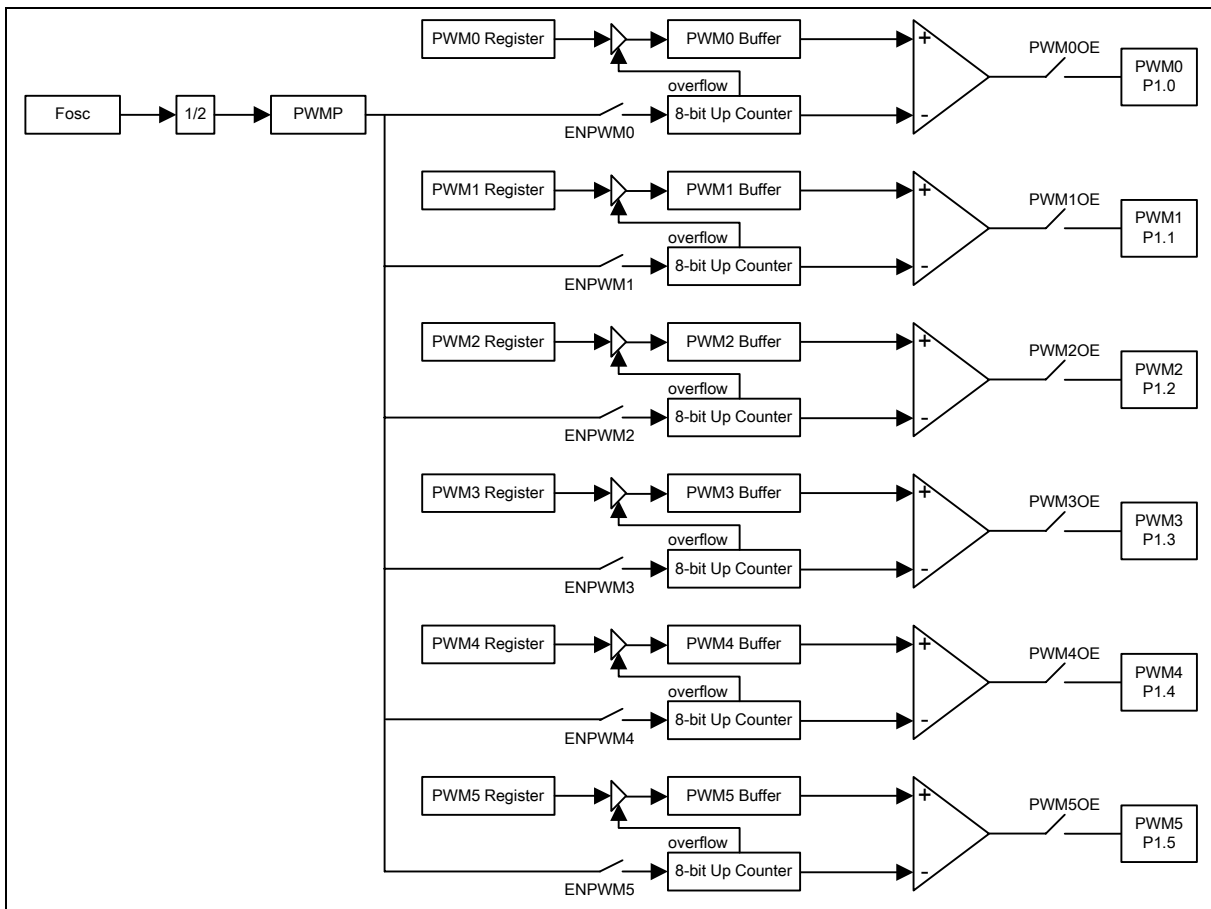 PWM0 Register
PWM0 Buffer
PWM0OE
PWM0
P1.0
overflow
Fosc
1/2
PWMP
8-bit Up Counter
ENPWM0
+
-
PWM1 Register
PWM1 Buffer
PWM1OE
PWM1
P1.1
overflow
8-bit Up Counter
ENPWM1
+
-
PWM2 Register
PWM2 Buffer
PWM2OE
PWM2
P1.2
overflow
8-bit Up Counter
ENPWM2
+
-
PWM3 Register
PWM3 Buffer
PWM3OE
PWM3
P1.3
overflow
8-bit Up Counter
ENPWM3
+
-
PWM4 Register
PWM4 Buffer
PWM4OE
PWM4
P1.4
overflow
8-bit Up Counter
ENPWM4
+
-
PWM5 Register
PWM5 Buffer
PWM5OE
PWM5
P1.5
overflow
8-bit Up Counter
ENPWM5
+
-